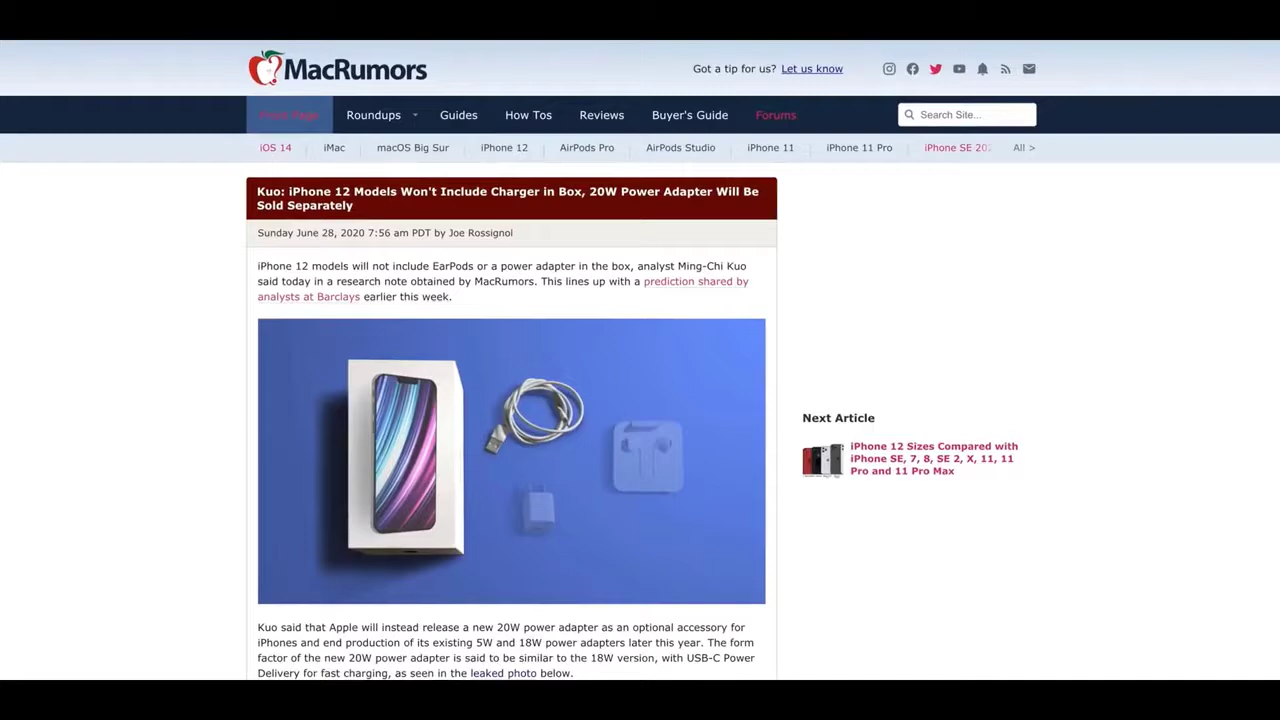 MacRumors
Got a tip for us? Let us know
Front Page Roundups Guides How Tos Reviews Buyer's Guide Forums Search Site...
iOS 14 iMac macOS Big Sur iPhone 12 AirPods Pro AirPods Studio iPhone 11 iPhone 11 Pro iPhone SE 202 All >
Kuo: iPhone 12 Models Won't Include Charger in Box, 20W Power Adapter Will Be
Sold Separately
Sunday June 28, 2020 7:56 am PDT by Joe Rossignol
iPhone 12 models will not include EarPods or a power adapter in the box, analyst Ming-Chi Kuo
said today in a research note obtained by MacRumors. This lines up with a prediction shared by
analysts at Barclays earlier this week.
Kuo said that Apple will instead release a new 20W power adapter as an optional accessory for
iPhones and end production of its existing 5W and 18W power adapters later this year. The form
factor of the new 20W power adapter is said to be similar to the 18W version, with USB-C Power
Delivery for fast charging, as seen in the leaked photo below.
Next Article
iPhone 12 Sizes Compared with
iPhone SE, 7, 8, SE 2, X, 11, 11
Pro and 11 Pro Max